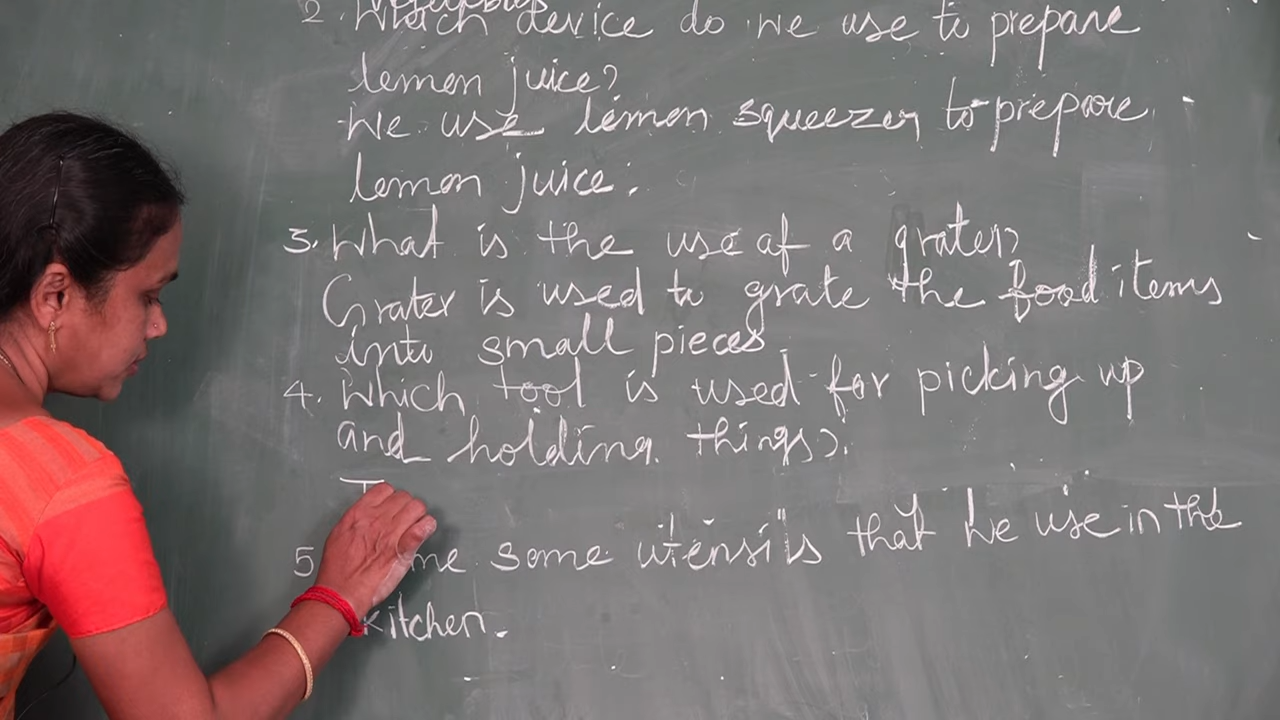 2. Which device do we use to prepare
lemon juice?
We use lemon squeezer to prepare
lemon juice.
3. What is the use of a grater?
Grater is used to grate the food items
into small pieces.
4. Which tool is used for picking up
and holding things?
T
5 me some utensils that we use in the
kitchen.